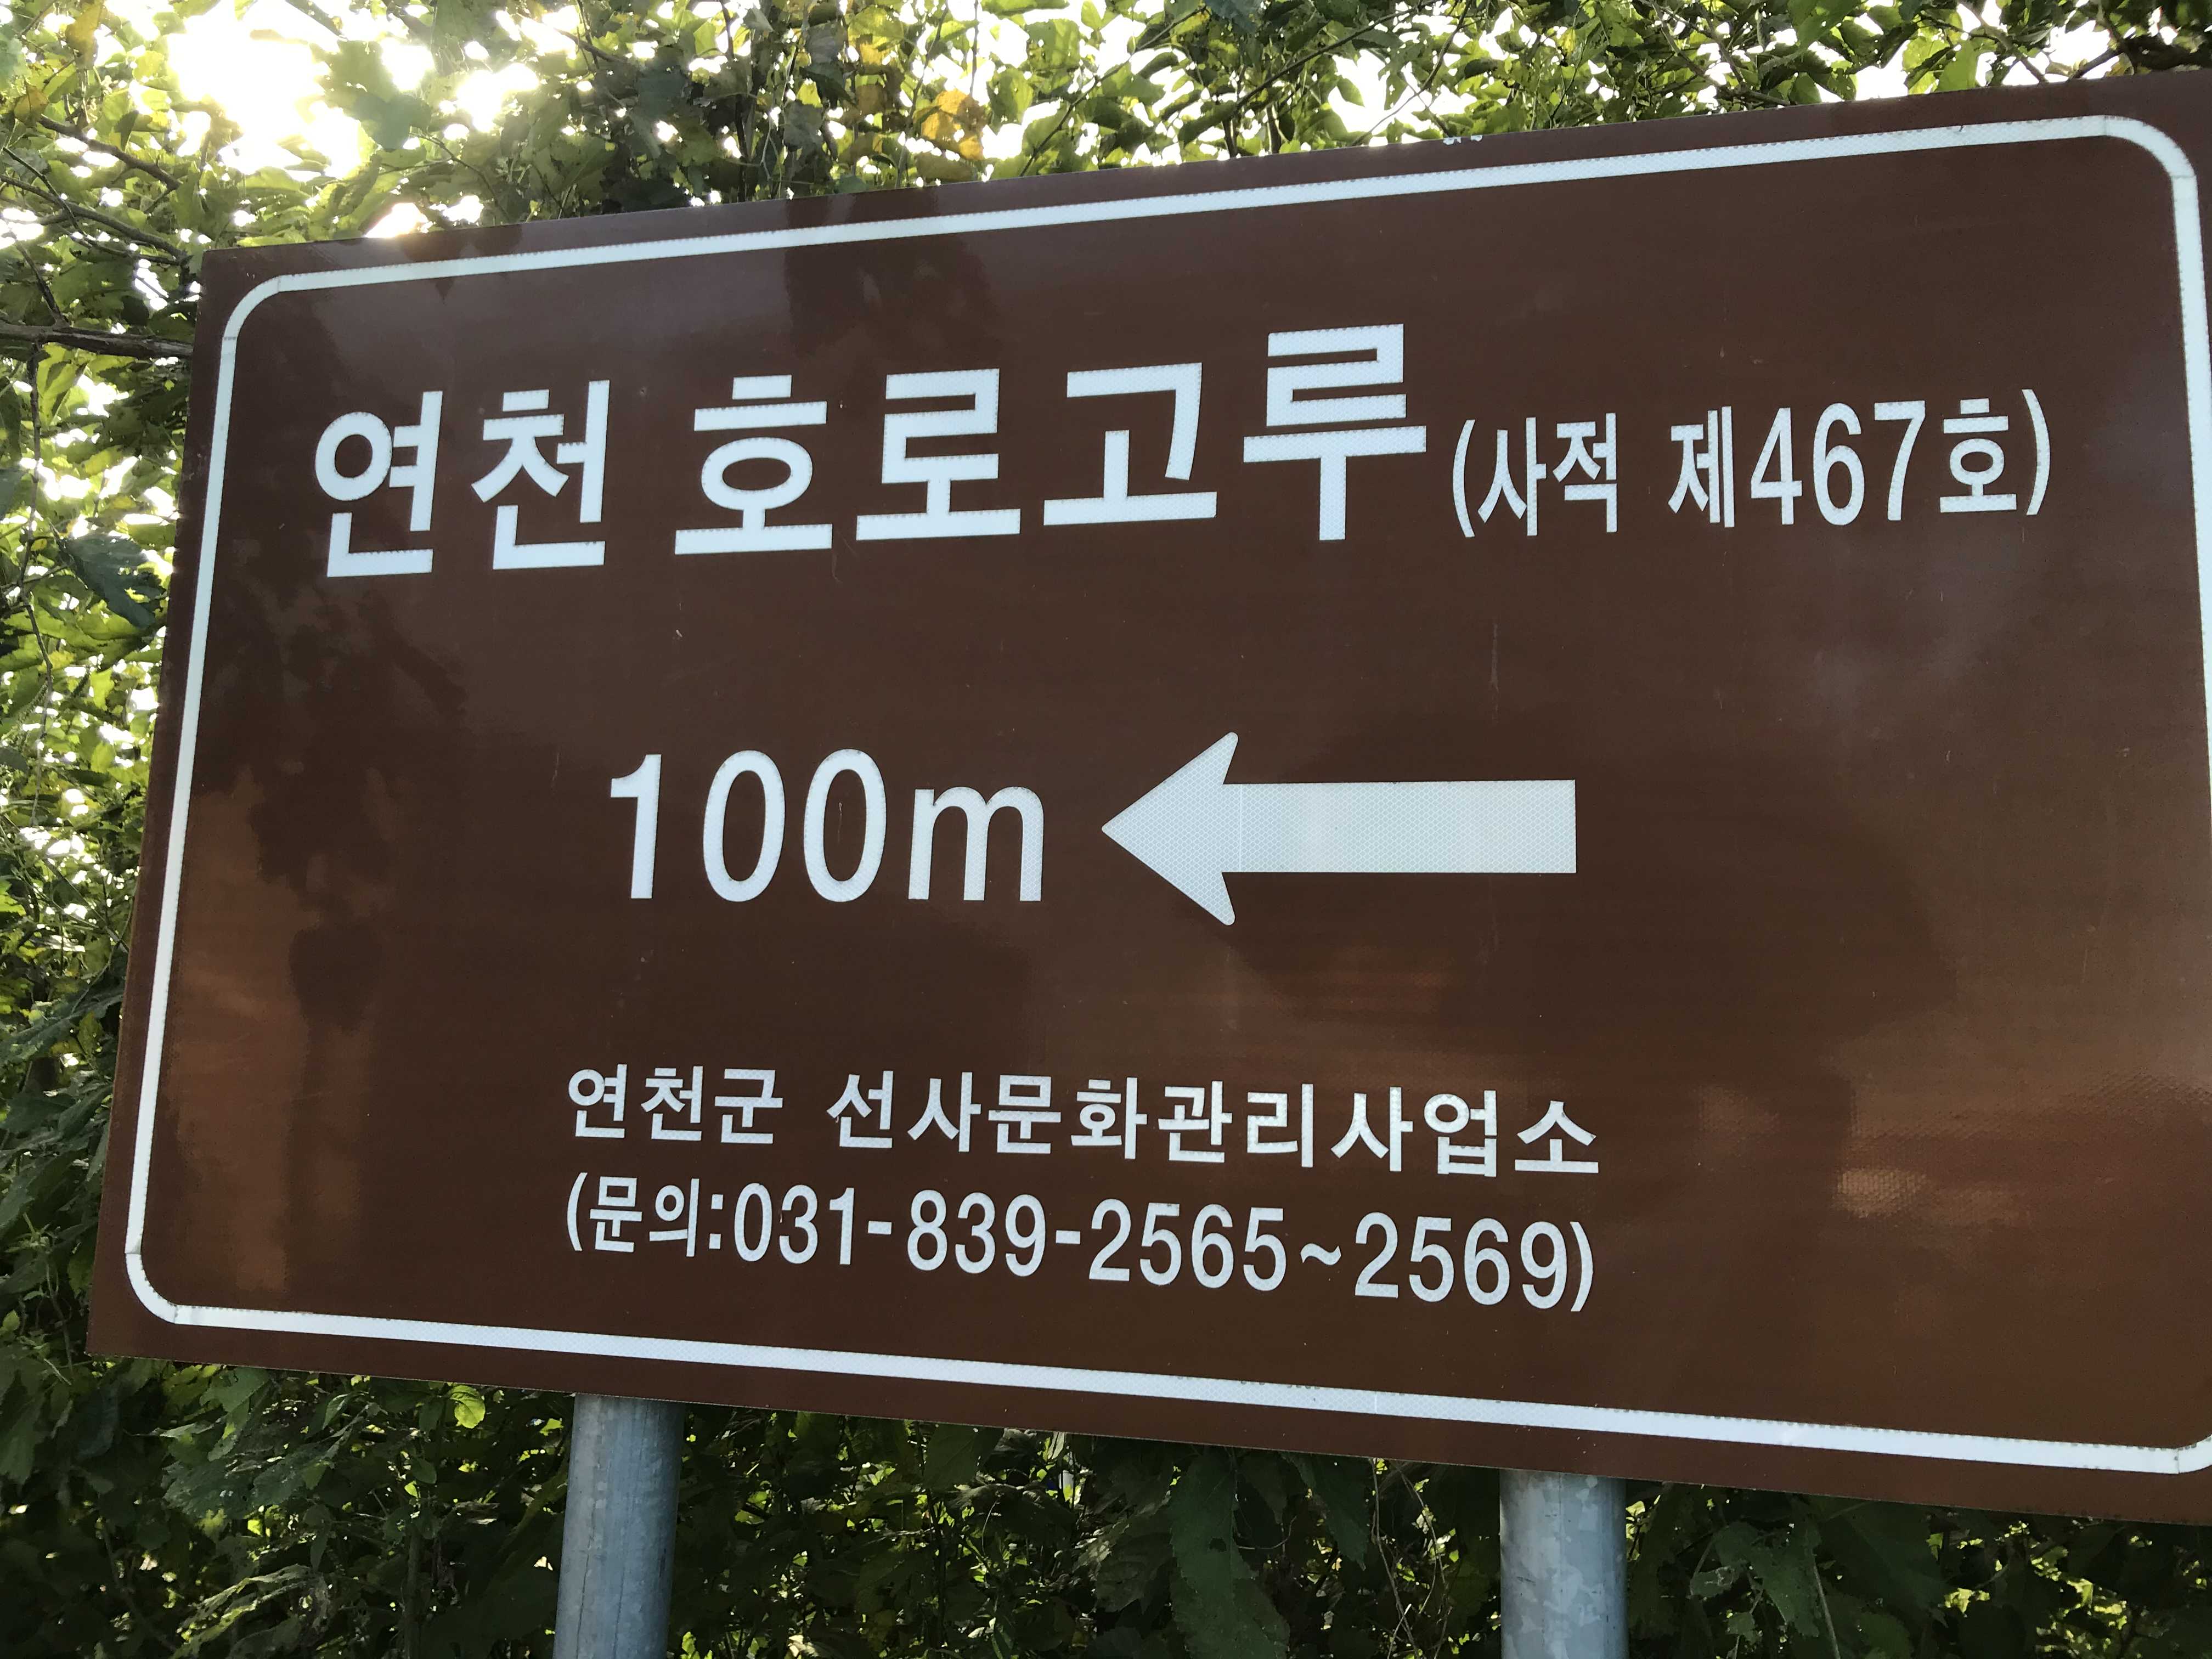 연천 호로고루 (사적 제467호)
100m
연천군 선사문화관리사업소
(문의:031-839-2565~2569)